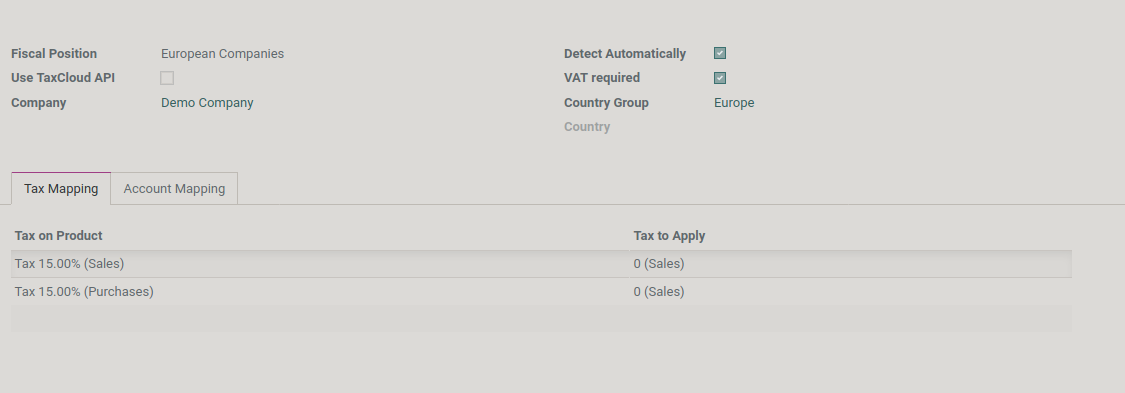 Fiscal Position European Companies Detect Automatically
Use TaxCloud API VAT required
Company Demo Company Country Group Europe
Country
Tax Mapping Account Mapping
Tax on Product Tax to Apply
Tax 15.00% (Sales) 0 (Sales)
Tax 15.00% (Purchases) 0 (Sales)